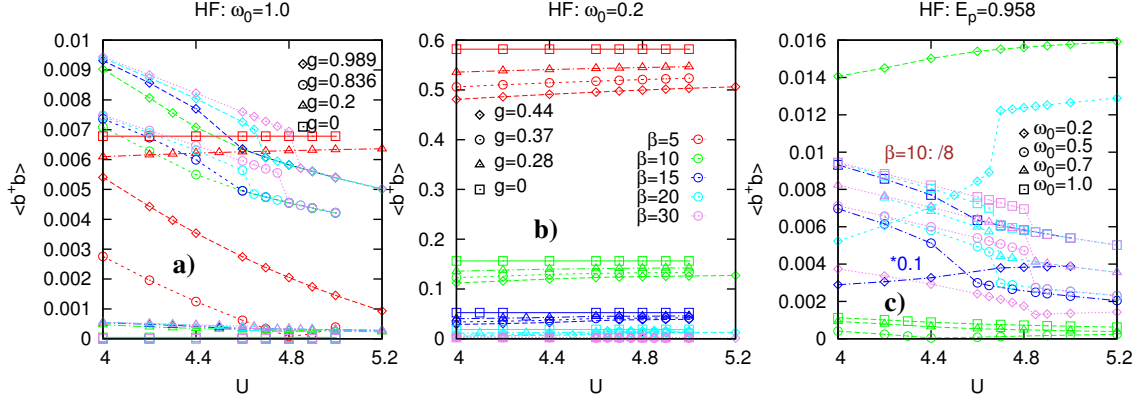 HF: ω₀=1.0
<b⁺b>
0.01
0.009
0.008
0.007
0.006
0.005
0.004
0.003
0.002
0.001
0
4
4.4
4.8
5.2
U
g=0.989
g=0.836
g=0.2
g=0
a)
HF: ω₀=0.2
<b⁺b>
0.6
0.5
0.4
0.3
0.2
0.1
0
4
4.4
4.8
5.2
U
g=0.44
g=0.37
g=0.28
g=0
β=5
β=10
β=15
β=20
β=30
b)
HF: Eₚ=0.958
<b⁺b>
0.016
0.014
0.012
0.01
0.008
0.006
0.004
0.002
0
4
4.4
4.8
5.2
U
β=10: /8
ω₀=0.2
ω₀=0.5
ω₀=0.7
ω₀=1.0
*0.1
c)